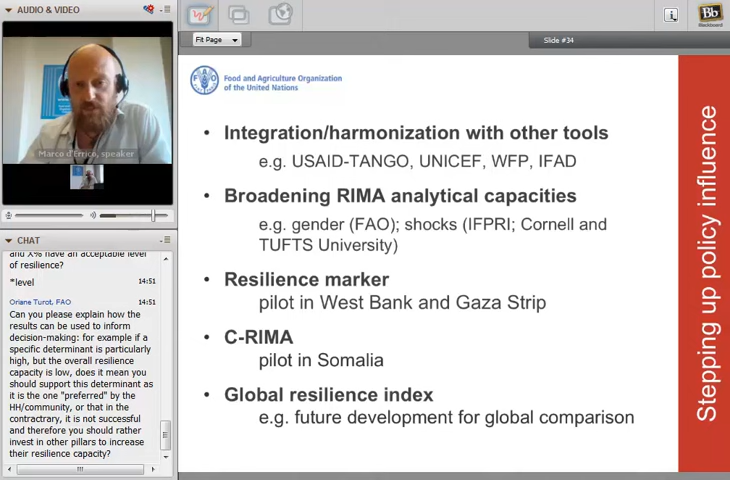 AUDIO & VIDEO
Marco d'Errico, speaker
CHAT
and X% have an acceptable level
of resilience?
*level 14:51
Oriane Turot, FAO 14:51
Can you please explain how the
results can be used to inform
decision-making: for example if a
specific determinant is particularly
high, but the overall resilience
capacity is low, does it mean you
should support this determinant as
it is the one "preferred" by the
HH/community, or that in the
contractrary, it is not successful
and therefore you should rather
invest in other pillars to increase
their resilience capacity?
Fit Page
Slide #34
Bb
Blackboard
FAO
Food and Agriculture Organization
of the United Nations
• Integration/harmonization with other tools
e.g. USAID-TANGO, UNICEF, WFP, IFAD
• Broadening RIMA analytical capacities
e.g. gender (FAO); shocks (IFPRI; Cornell and
TUFTS University)
• Resilience marker
pilot in West Bank and Gaza Strip
• C-RIMA
pilot in Somalia
• Global resilience index
e.g. future development for global comparison
Stepping up policy influence